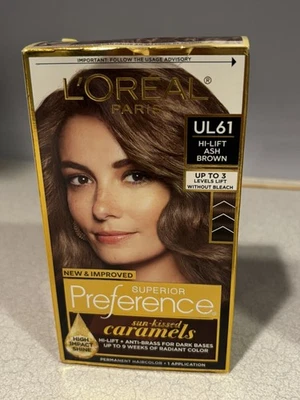 IMPORTANT: FOLLOW THE USAGE ADVISORY
L'ORÉAL
PARIS
UL61
HI-LIFT
ASH
BROWN
UP TO 3
LEVELS LIFT
WITHOUT BLEACH
NEW & IMPROVED
SUPERIOR
Preference
sun-kissed
caramels
HI-LIFT + ANTI-BRASS FOR DARK BASES
UP TO 9 WEEKS OF RADIANT COLOR
HIGH
IMPACT
SHINE
PERMANENT HAIRCOLOR • 1 APPLICATION